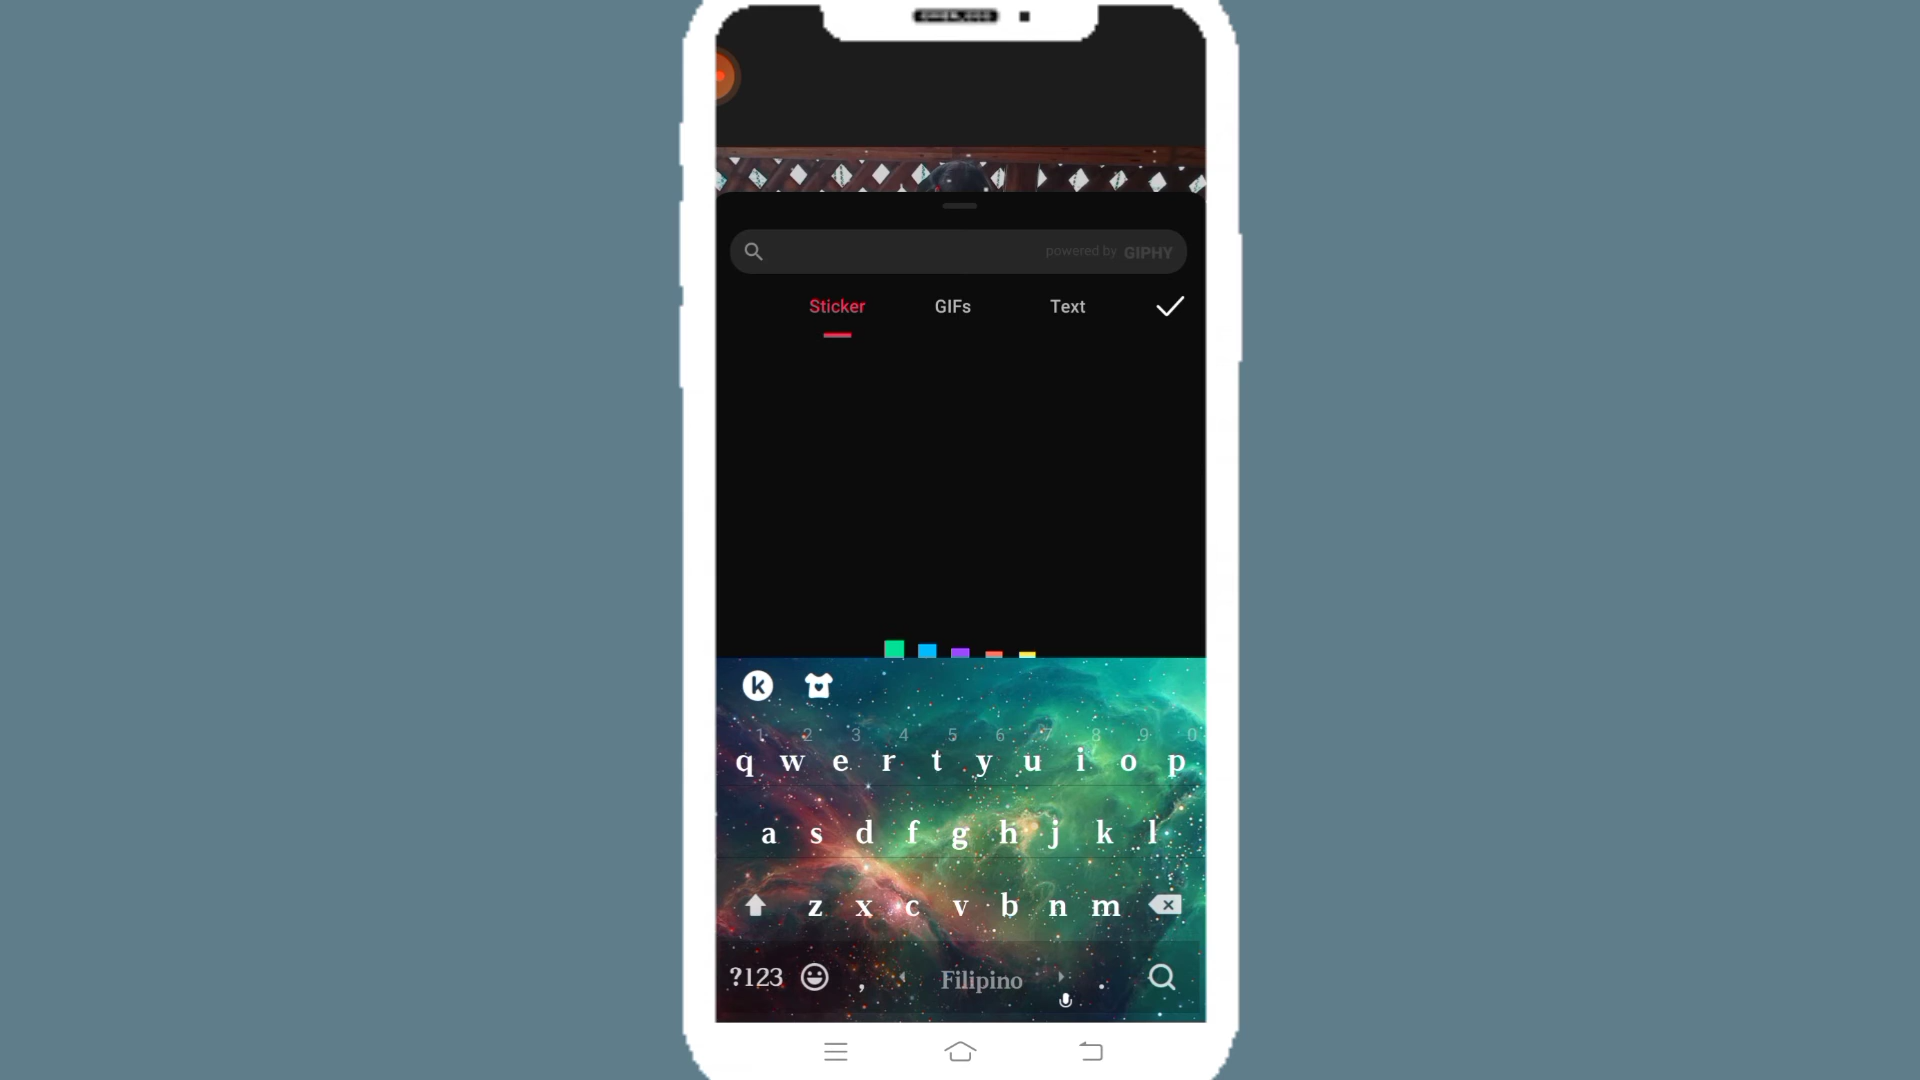 powered by GIPHY
Sticker GIFs Text
k
1 2 3 4 5 6 7 8 9 0
q w e r t y u i o p
a s d f g h j k l
z x c v b n m
?123 , Filipino .